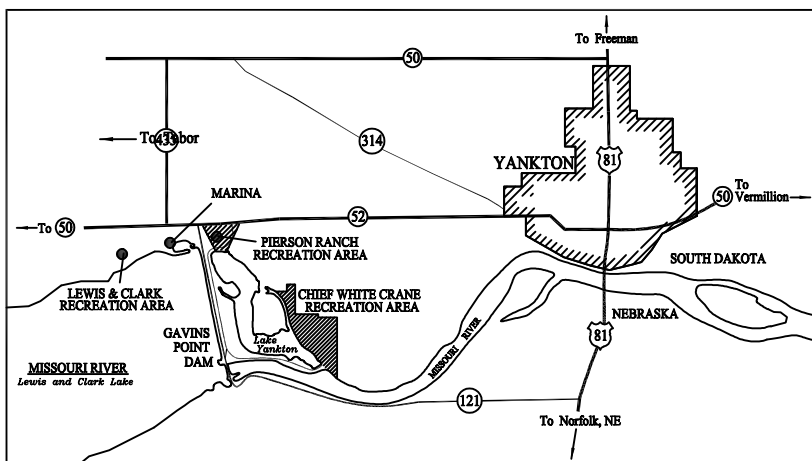 To Freeman
50
To Tabor
435
314
YANKTON
81
MARINA
To 50
52
50
To
Vermillion
PIERSON RANCH
RECREATION AREA
SOUTH DAKOTA
LEWIS & CLARK
RECREATION AREA
CHIEF WHITE CRANE
RECREATION AREA
NEBRASKA
GAVINS
POINT
DAM
Lake
Yankton
MISSOURI RIVER
81
MISSOURI RIVER
Lewis and Clark Lake
121
To Norfolk, NE